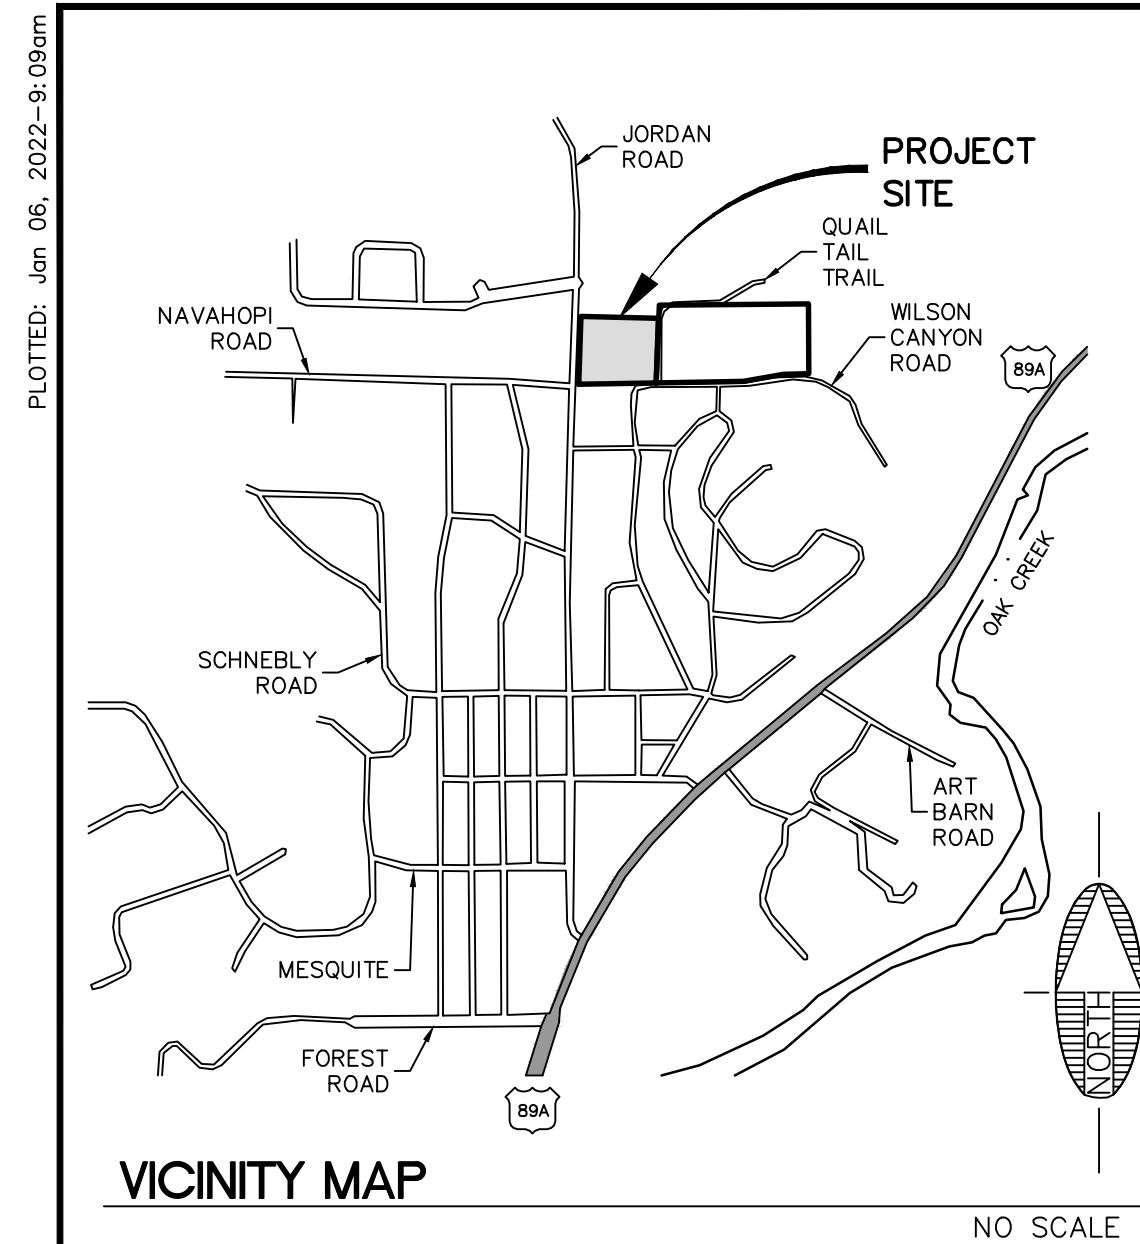 PLOTTED: Jan 06, 2022-9:09am
JORDAN
ROAD
PROJECT
SITE
QUAIL
TAIL
TRAIL
NAVAHOPI
ROAD
WILSON
CANYON
ROAD
89A
OAK CREEK
SCHNEBLY
ROAD
ART
BARN
ROAD
MESQUITE
NORTH
FOREST
ROAD
89A
VICINITY MAP
NO SCALE